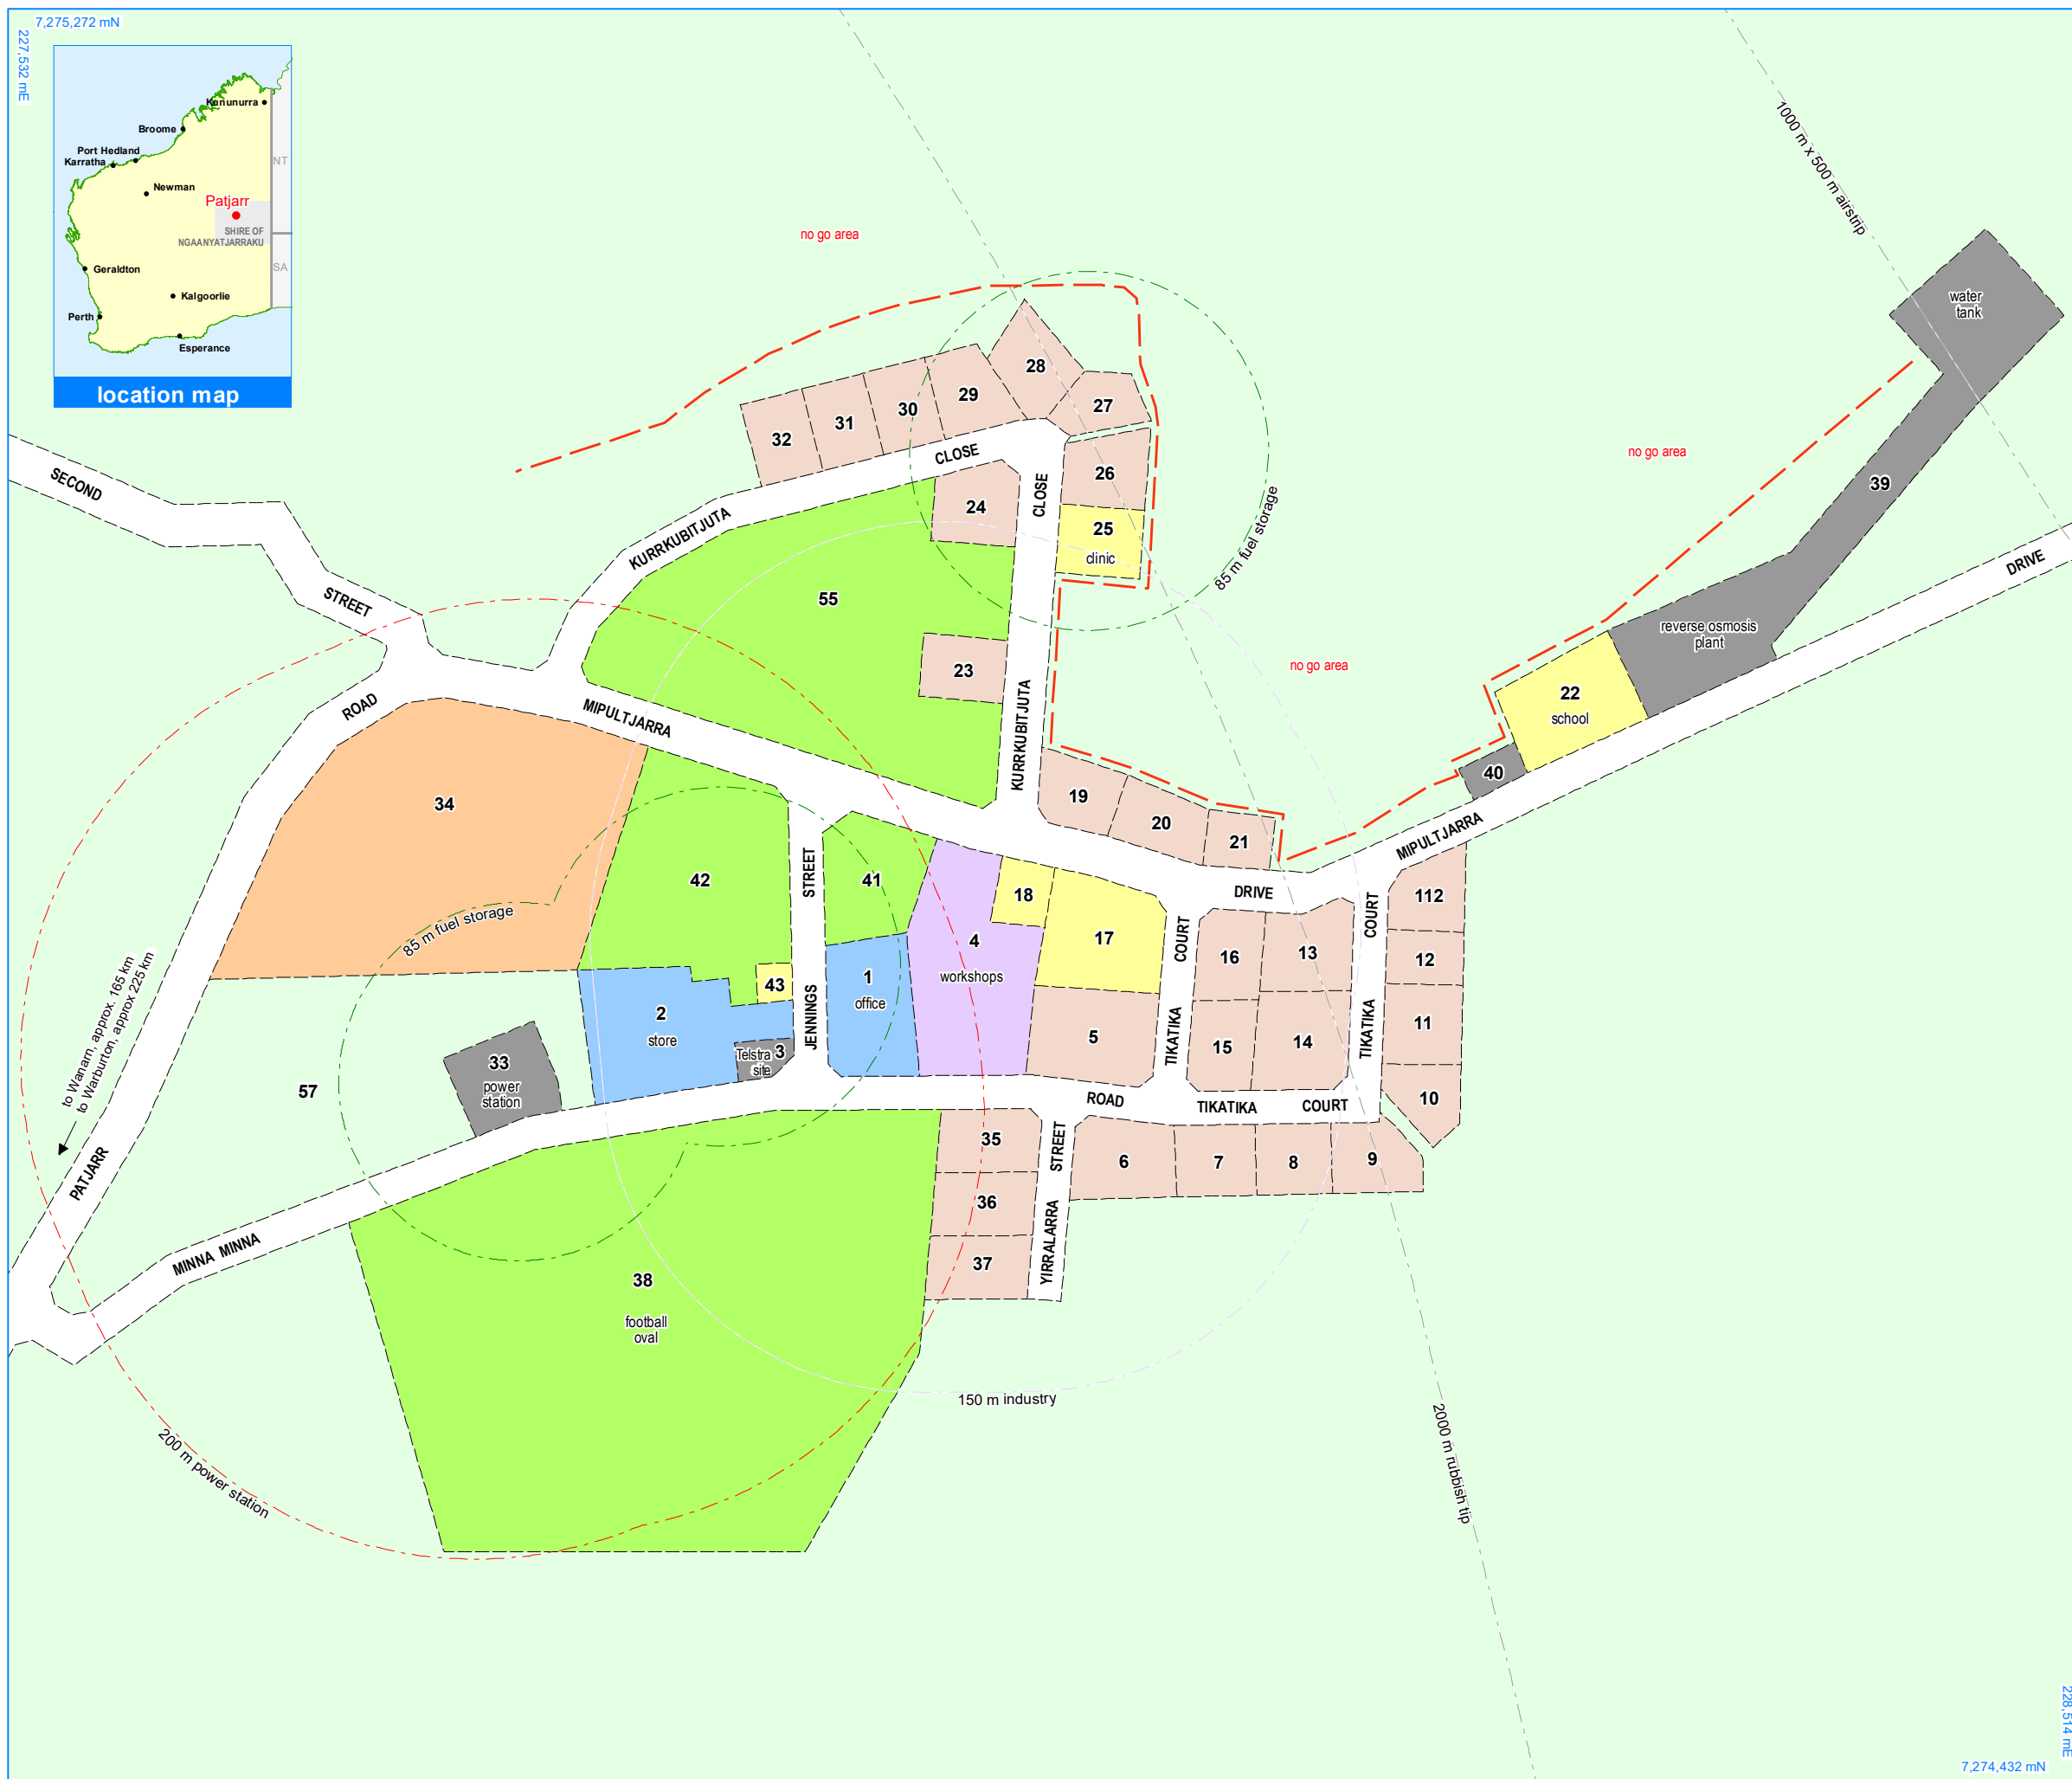 7,275,272 mN
227,532 mE
Kununurra
Broome
Port Hedland
Karratha
Newman
NT
Patjarr
SHIRE OF
NGAANYATJARRAKU
SA
Geraldton
Kalgoorlie
Perth
Esperance
location map
1000 m x 500 m airstrip
no go area
water
tank
28
29
27
30
31
32
CLOSE
26
no go area
SECOND
24
CLOSE
39
25
clinic
KURRKUBITJUTA
85 m fuel storage
DRIVE
STREET
55
reverse osmosis
plant
23
no go area
22
school
ROAD
MIPULTJARRA
KURRKUBITJUTA
40
34
19
20
21
MIPULTJARRA
42
STREET
41
18
DRIVE
112
COURT
85 m fuel storage
4
workshops
17
COURT
16
13
12
43
1
office
2
store
JENNINGS
to Wanarn, approx. 165 km
to Warburton, approx 225 km
Telstra
site
3
5
TIKATIKA
15
14
TIKATIKA
11
33
power
station
57
ROAD
TIKATIKA
COURT
10
PATJARR
35
STREET
6
7
8
9
36
MINNA MINNA
37
YIRRALARRA
38
football
oval
150 m industry
200 m power station
2000 m rubbish tip
228,514 mE
7,274,432 mN